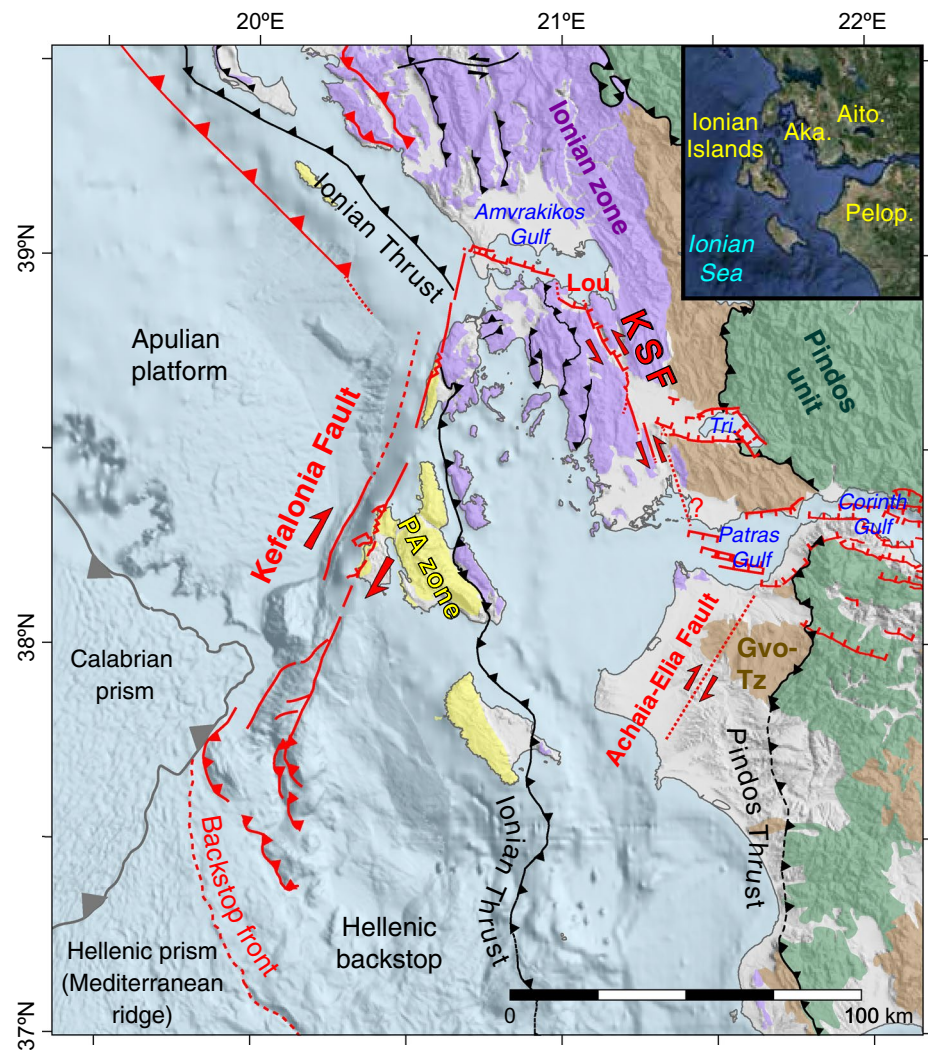 20ºE
21ºE
22ºE
39ºN
38ºN
37ºN
Ionian
Islands
Aka.
Aito.
Pelop.
Ionian
Sea
Ionian zone
Ionian Thrust
Amvrakikos
Gulf
Lou
KSF
Apulian
platform
Pindos
unit
Kefalonia Fault
Tri.
?
Corinth
Gulf
Patras
Gulf
PA zone
Calabrian
prism
Achaia-Elia Fault
Gvo-
Tz
Pindos Thrust
Ionian Thrust
Backstop front
Hellenic
backstop
Hellenic prism
(Mediterranean
ridge)
0
100 km